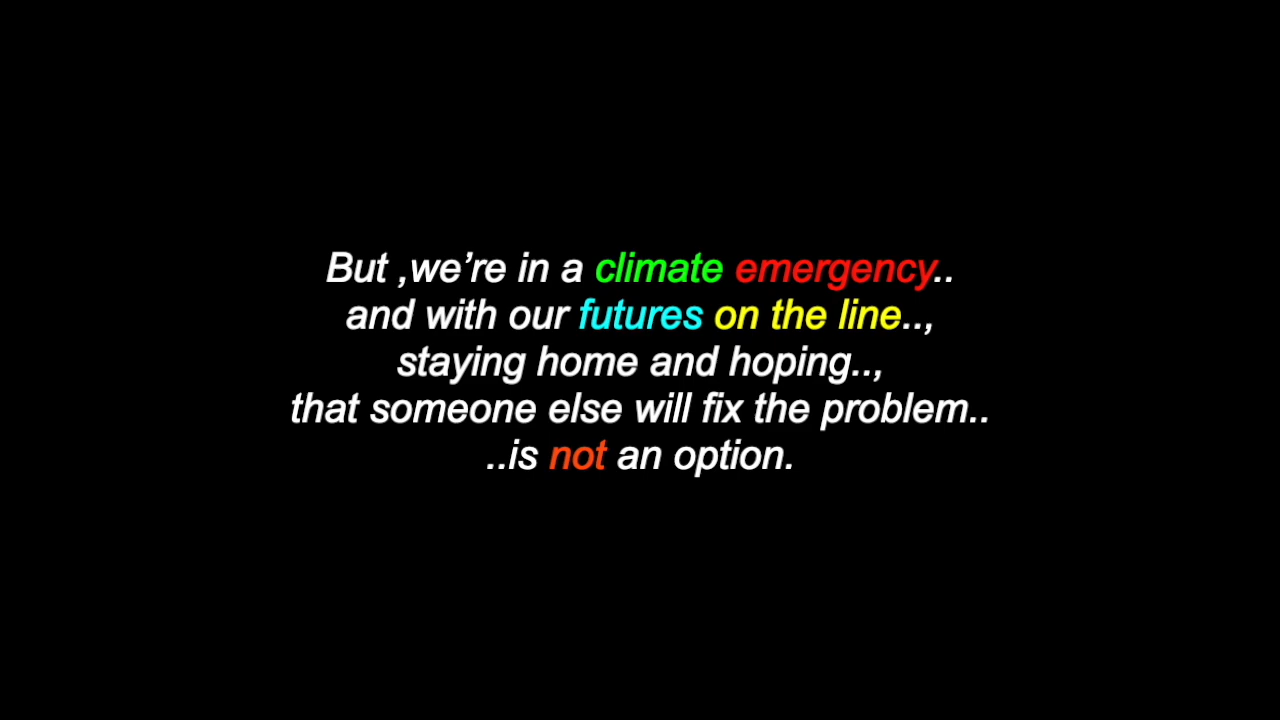 But ,we’re in a climate emergency..
and with our futures on the line..,
staying home and hoping..,
that someone else will fix the problem..
..is not an option.